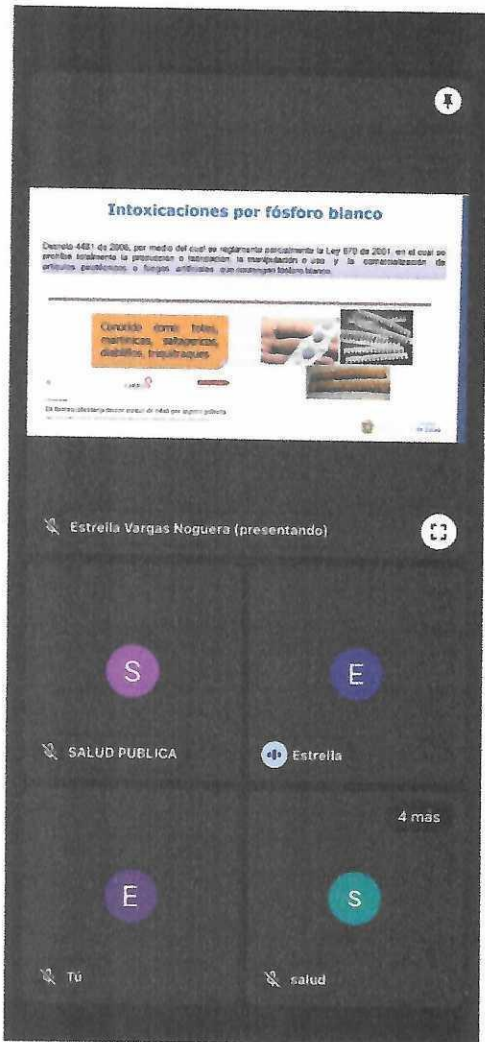 Intoxicaciones por fósforo blanco
Decreto 4481 de 2006, por medio del cual se reglamenta parcialmente la Ley 670 de 2001, en el cual se
prohíbe totalmente la producción o fabricación, la manipulación o uso y la comercialización de
artículos pirotécnicos o fuegos artificiales que contengan fósforo blanco.
Conocido como totes,
martinicas, saltapericos,
diablillos, triquitraques
Estrella Vargas Noguera (presentando)
S
E
SALUD PUBLICA
Estrella
4 más
E
S
Tú
salud